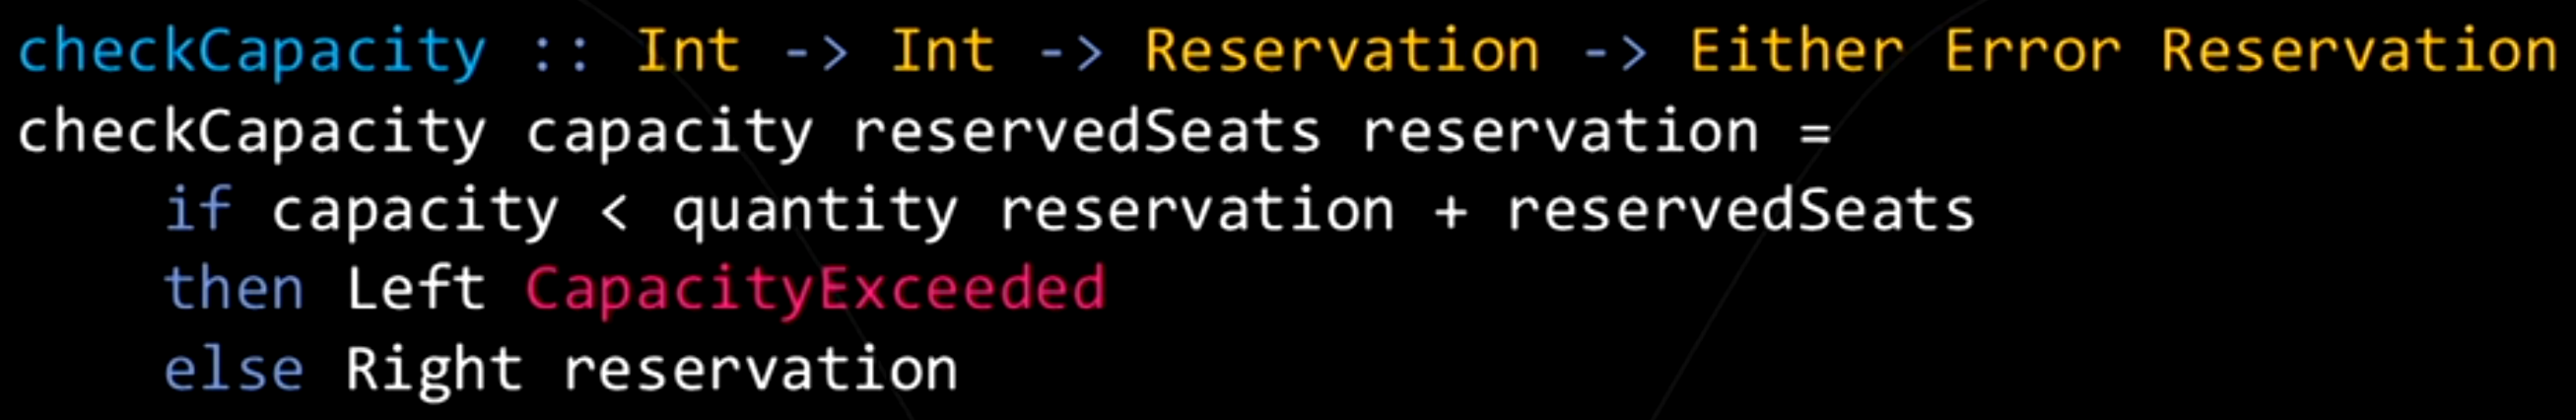 checkCapacity :: Int -> Int -> Reservation -> Either Error Reservation
checkCapacity capacity reservedSeats reservation =
    if capacity < quantity reservation + reservedSeats
    then Left CapacityExceeded
    else Right reservation